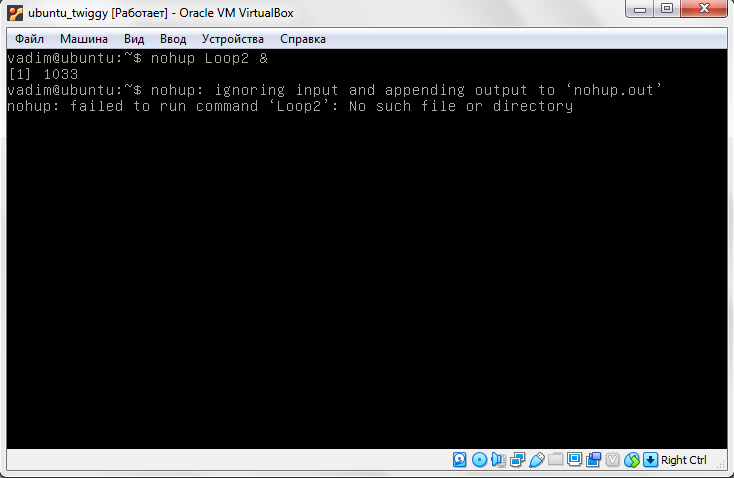 ubuntu_twiggy [Работает] - Oracle VM VirtualBox
Файл Машина Вид Ввод Устройства Справка
vadim@ubuntu:~$ nohup Loop2 &
[1] 1033
vadim@ubuntu:~$ nohup: ignoring input and appending output to ‘nohup.out’
nohup: failed to run command ‘Loop2’: No such file or directory
Right Ctrl